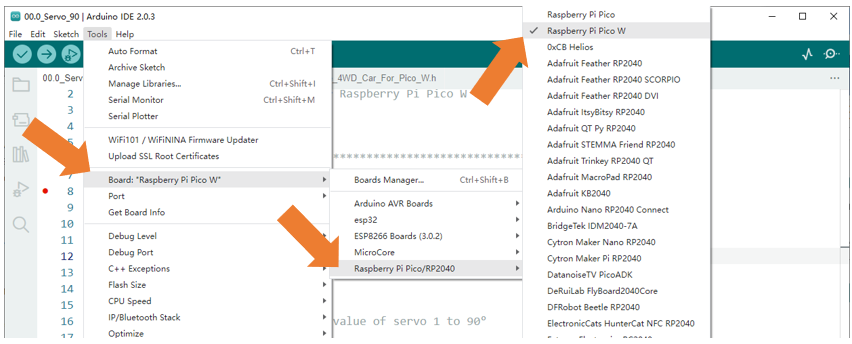 00.0_Servo_90 | Arduino IDE 2.0.3
File Edit Sketch Tools Help
00.0_Serv
_4WD_Car_For_Pico_W.h
2
Raspberry Pi Pico W
7
8
9
10
11
12
13
14
15
16
17
*****************************
value of servo 1 to 90°
Auto Format Ctrl+T
Archive Sketch
Manage Libraries... Ctrl+Shift+I
Serial Monitor Ctrl+Shift+M
Serial Plotter
WiFi101 / WiFiNINA Firmware Updater
Upload SSL Root Certificates
Board: "Raspberry Pi Pico W"
Port
Get Board Info
Debug Level
Debug Port
C++ Exceptions
Flash Size
CPU Speed
IP/Bluetooth Stack
Optimize
Boards Manager... Ctrl+Shift+B
Arduino AVR Boards
esp32
ESP8266 Boards (3.0.2)
MicroCore
Raspberry Pi Pico/RP2040
Raspberry Pi Pico
Raspberry Pi Pico W
0xCB Helios
Adafruit Feather RP2040
Adafruit Feather RP2040 SCORPIO
Adafruit Feather RP2040 DVI
Adafruit ItsyBitsy RP2040
Adafruit QT Py RP2040
Adafruit STEMMA Friend RP2040
Adafruit Trinkey RP2040 QT
Adafruit MacroPad RP2040
Adafruit KB2040
Arduino Nano RP2040 Connect
BridgeTek IDM2040-7A
Cytron Maker Nano RP2040
Cytron Maker Pi RP2040
DatanoiseTV PicoADK
DeRuiLab FlyBoard2040Core
DFRobot Beetle RP2040
ElectronicCats HunterCat NFC RP2040